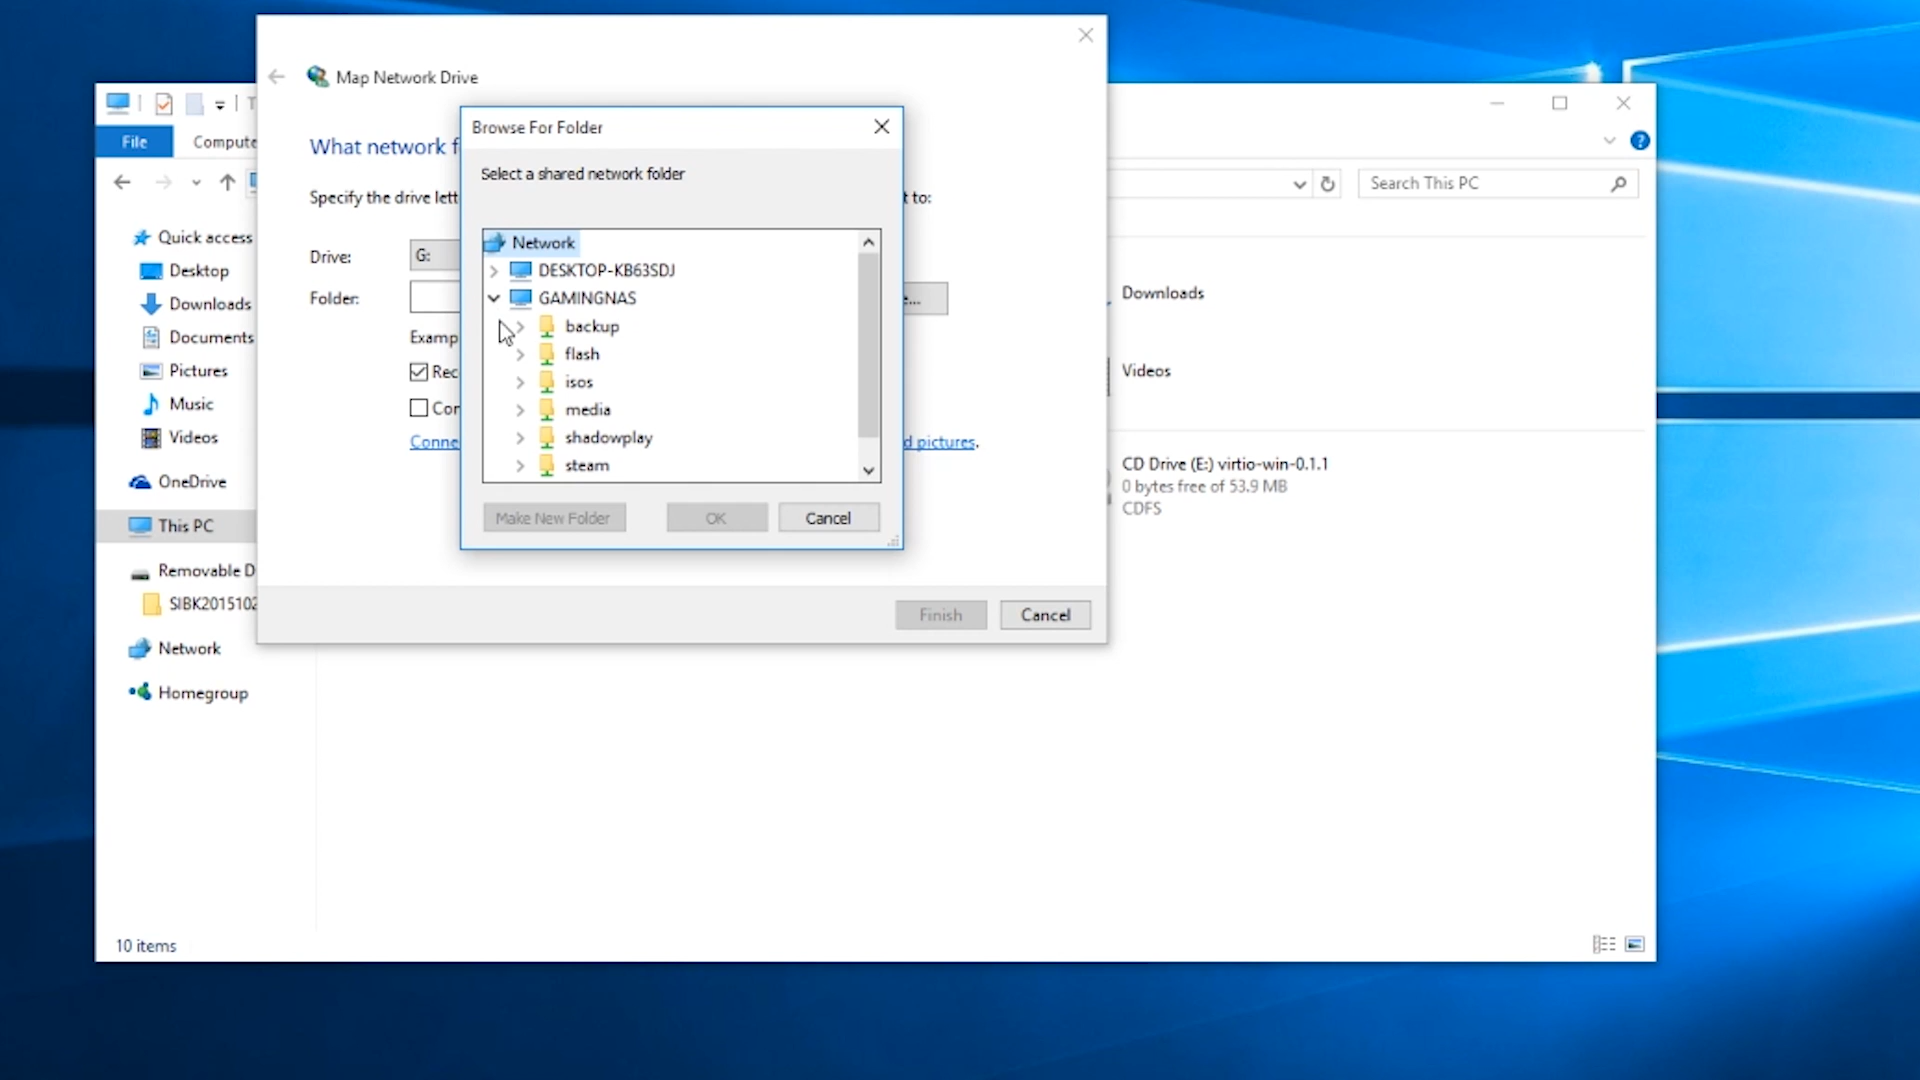 Map Network Drive
What network f
Specify the drive lett
t to:
Drive:
G:
Folder:
e...
Examp
Rec
Con
Conne
d pictures.
Finish
Cancel
Browse For Folder
Select a shared network folder
Network
DESKTOP-KB63SDJ
GAMINGNAS
backup
flash
isos
media
shadowplay
steam
Make New Folder
OK
Cancel
T
File
Compute
Search This PC
Quick access
Desktop
Downloads
Documents
Pictures
Music
Videos
OneDrive
This PC
Removable D
SIBK2015102
Network
Homegroup
Downloads
Videos
CD Drive (E:) virtio-win-0.1.1
0 bytes free of 53.9 MB
CDFS
10 items